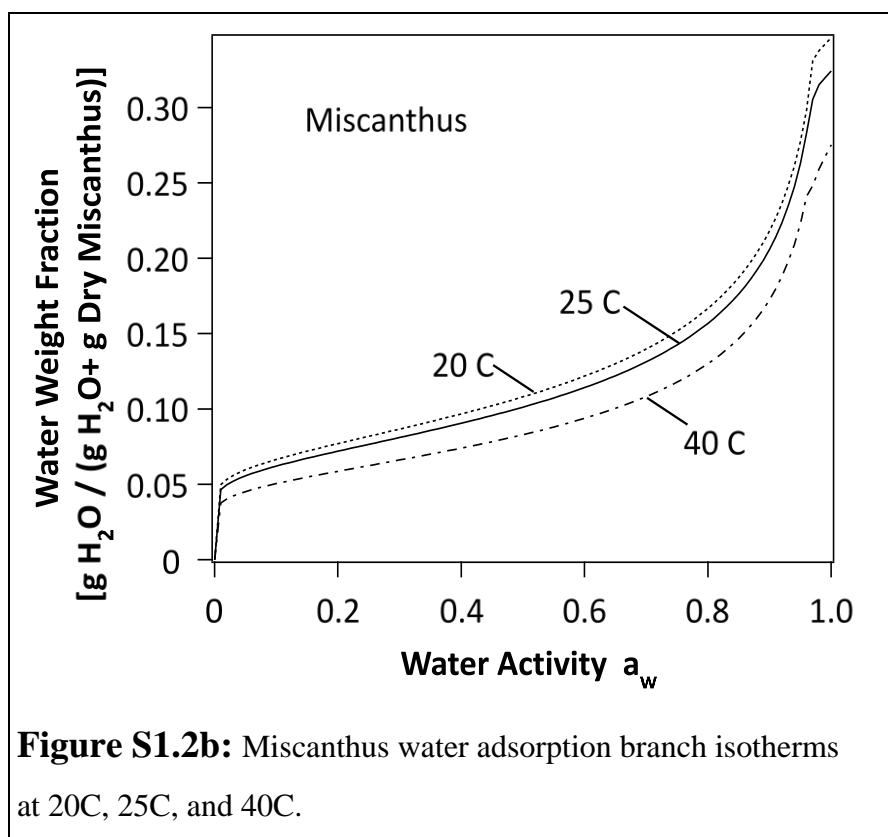 Water Weight Fraction
[g H₂O / (g H₂O+ g Dry Miscanthus)]
0.30
0.25
0.20
0.15
0.10
0.05
0
Miscanthus
25 C
20 C
40 C
0 0.2 0.4 0.6 0.8 1.0
Water Activity a_w
Figure S1.2b: Miscanthus water adsorption branch isotherms
at 20C, 25C, and 40C.